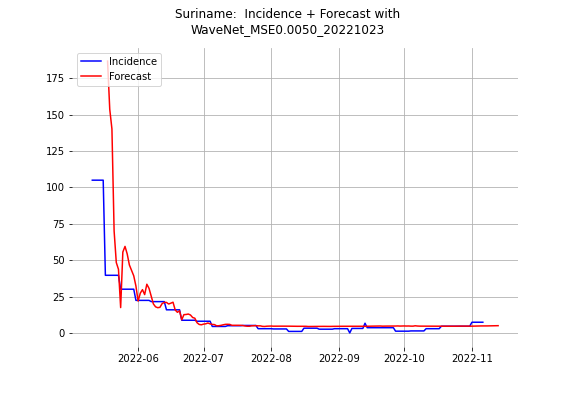 Suriname:  Incidence + Forecast with
WaveNet_MSE0.0050_20221023
Incidence
Forecast
175
150
125
100
75
50
25
0
2022-06 2022-07 2022-08 2022-09 2022-10 2022-11